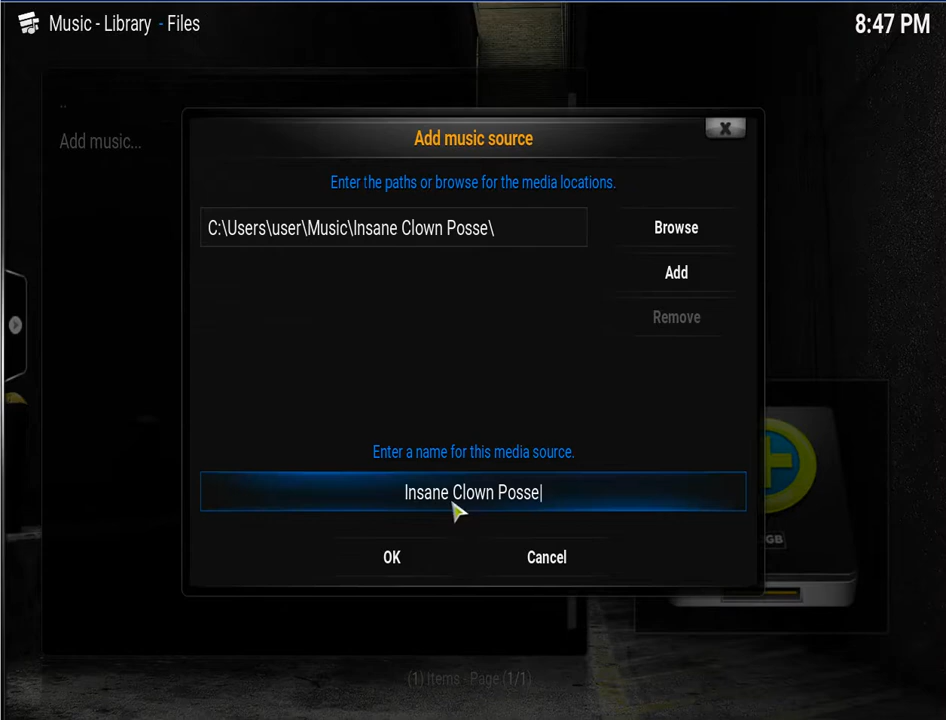 Music - Library - Files
8:47 PM
..
Add music...
Add music source
Enter the paths or browse for the media locations.
C:\Users\user\Music\Insane Clown Posse\
Browse
Add
Remove
Enter a name for this media source.
Insane Clown Posse
GB
OK
Cancel
(1) Items - Page (1/1)